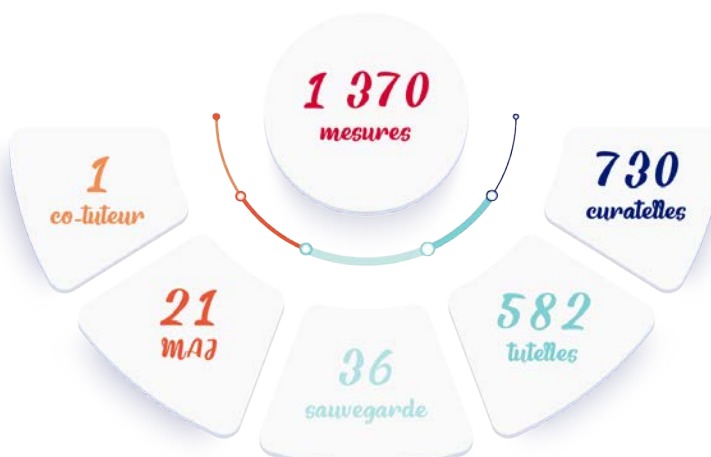 1 370
mesures
1
co-tuteur
21
MAJ
36
sauvegarde
582
tutelles
730
curatelles